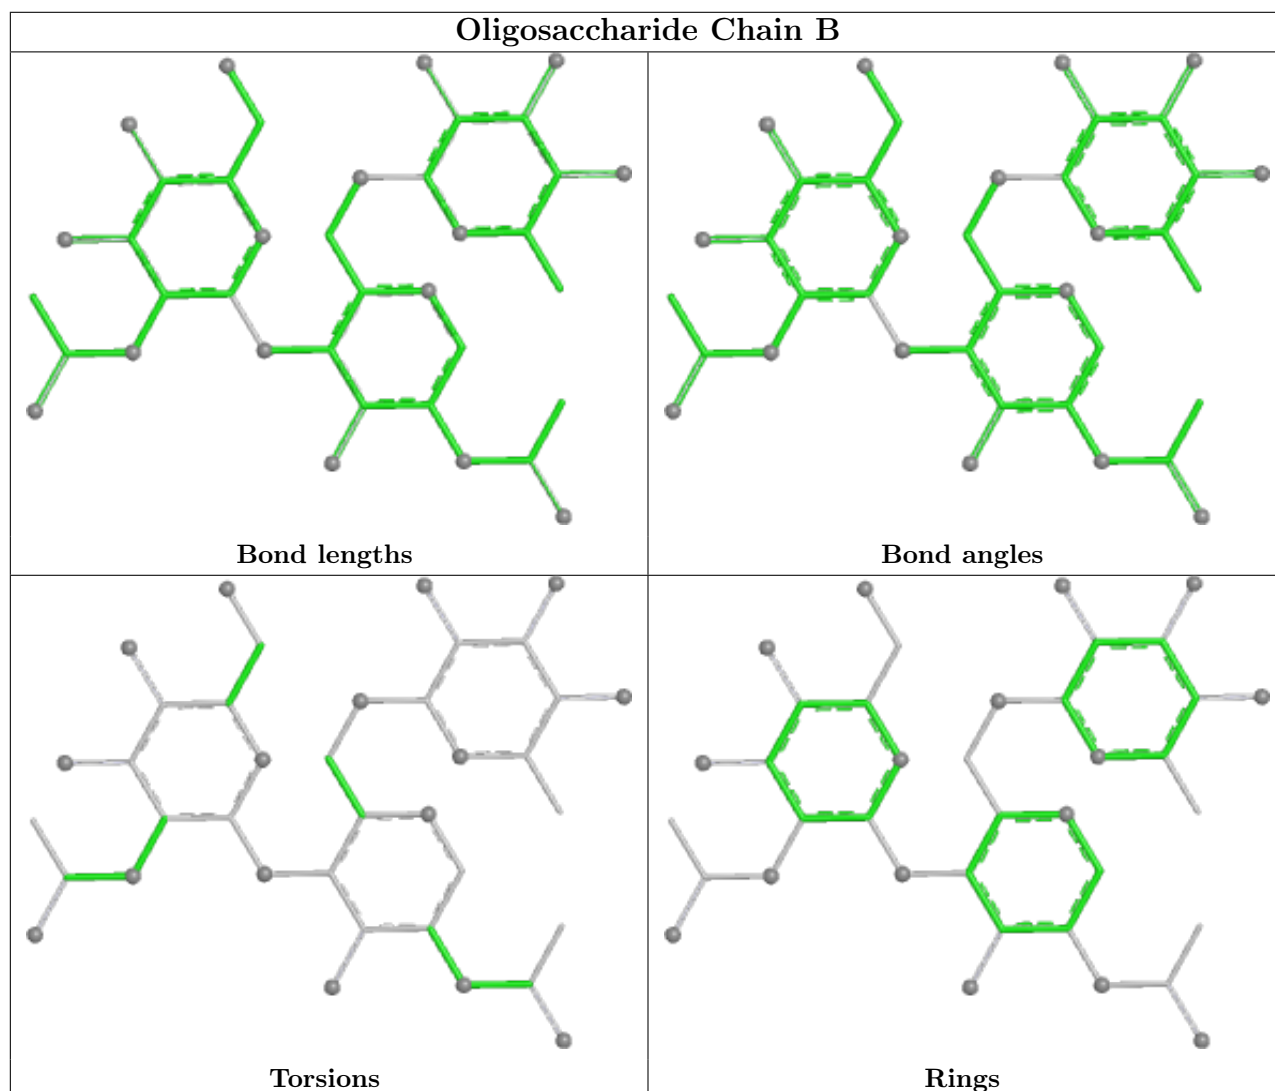 Oligosaccharide Chain B
Bond lengths
Bond angles
Torsions
Rings